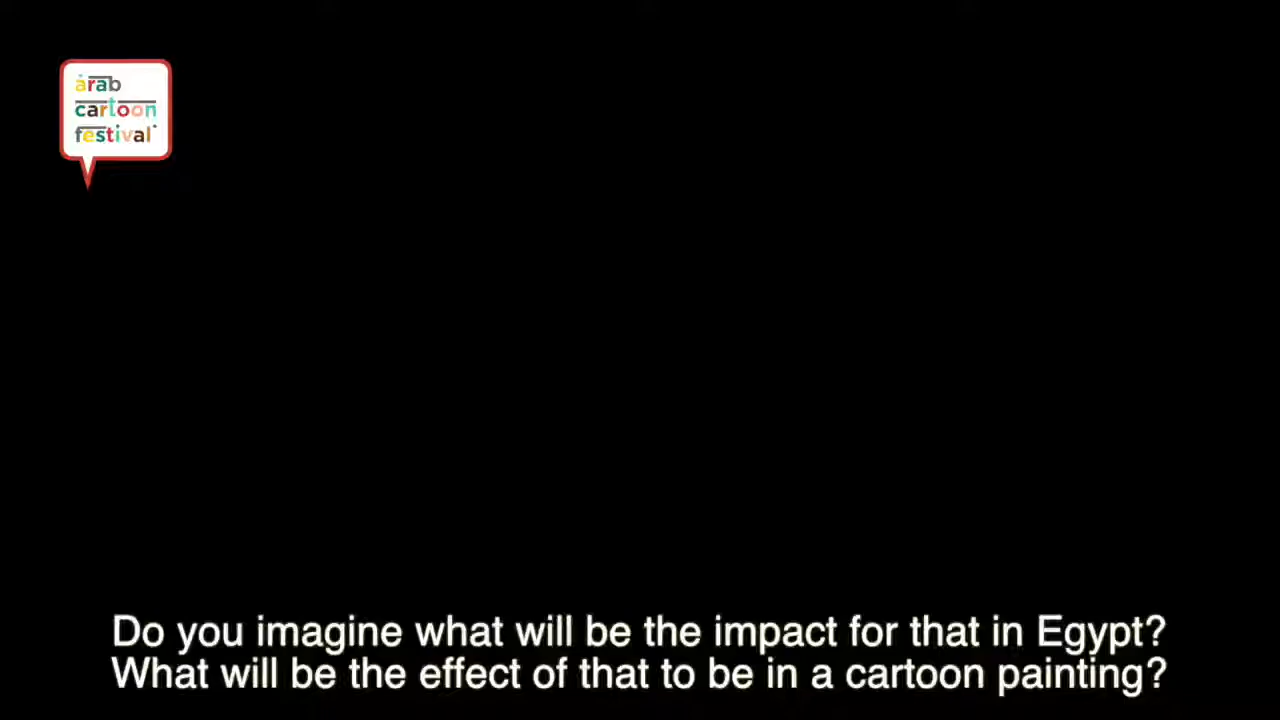 arab
cartoon
festival
Do you imagine what will be the impact for that in Egypt?
What will be the effect of that to be in a cartoon painting?